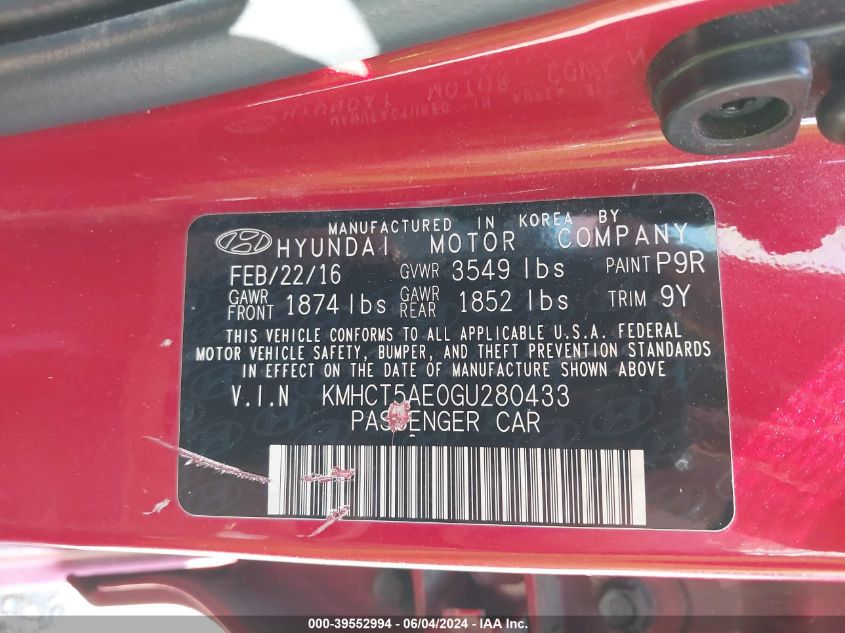 MANUFACTURED IN KOREA BY
HYUNDAI MOTOR COMPANY
FEB/22/16 GVWR 3549 lbs PAINT P9R
GAWR FRONT 1874 lbs GAWR REAR 1852 lbs TRIM 9Y
THIS VEHICLE CONFORMS TO ALL APPLICABLE U.S.A. FEDERAL
MOTOR VEHICLE SAFETY, BUMPER, AND THEFT PREVENTION STANDARDS
IN EFFECT ON THE DATE OF MANUFACTURE SHOWN ABOVE
V.I.N KMHCT5AE0GU280433
PASSENGER CAR
000-39552994 - 06/04/2024 - © IAA Inc.